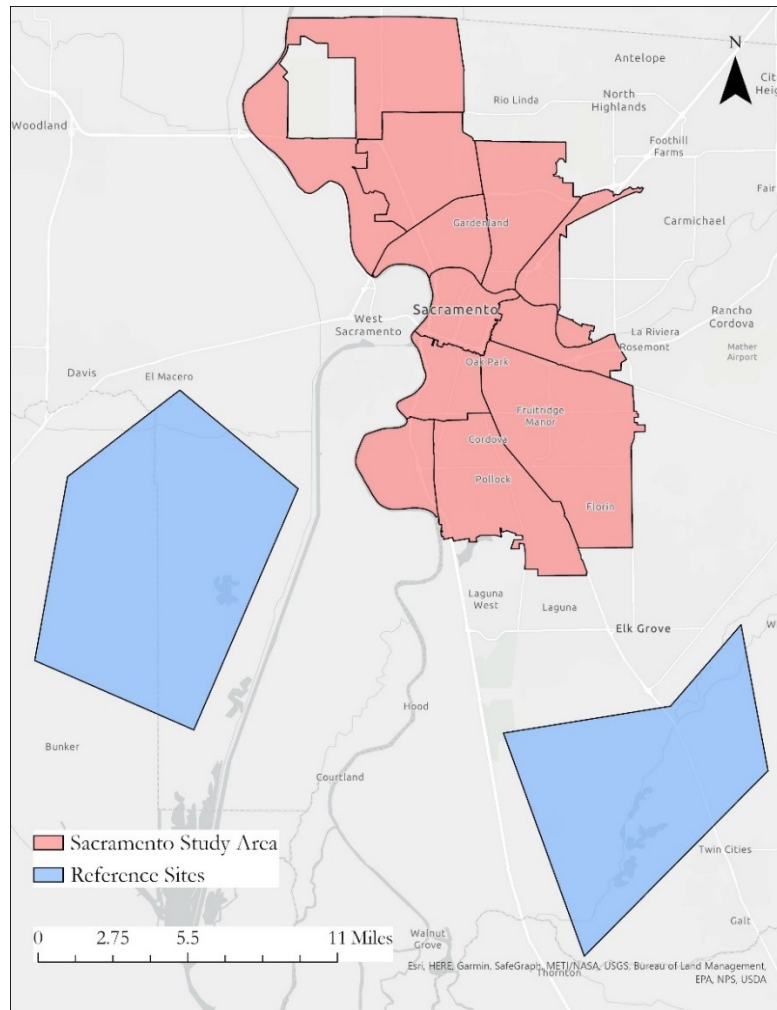 N
Antelope
Cit
Heig
North
Highlands
Rio Linda
Woodland
Foothill
Farms
Fair
Carmichael
Gardenland
Sacramento
West
Sacramento
Rancho
Cordova
La Riviera
Rosemont
Mather
Airport
Davis
El Macero
Oak Park
Fruitridge
Manor
Cordova
Pollock
Florin
Laguna
West
Laguna
Elk Grove
W
Hood
Bunker
Courtland
Sacramento Study Area
Reference Sites
Twin Cities
Galt
0 2.75 5.5 11 Miles
Walnut
Grove
Thornton
Esri, HERE, Garmin, SafeGraph, METI/NASA, USGS, Bureau of Land Management,
EPA, NPS, USDA